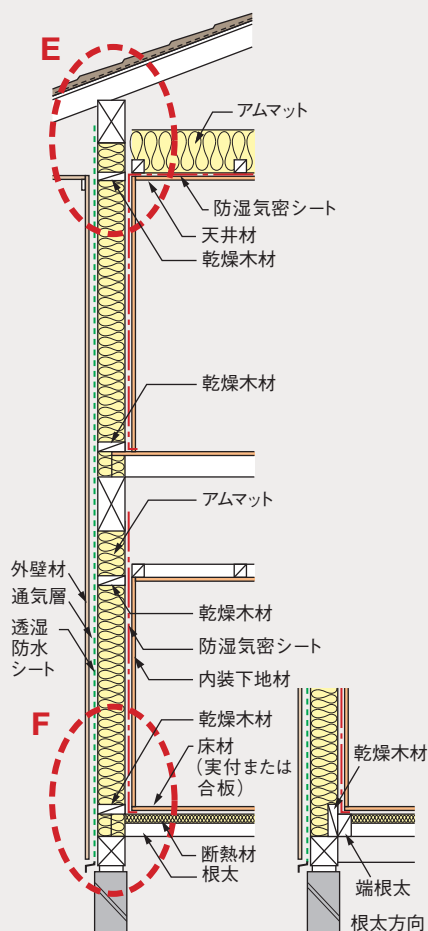 E
アムマット
防湿気密シート
天井材
乾燥木材
乾燥木材
アムマット
外壁材
通気層
透湿
防水
シート
乾燥木材
防湿気密シート
内装下地材
F
乾燥木材
床材
(実付または
合板)
断熱材
根太
乾燥木材
端根太
根太方向